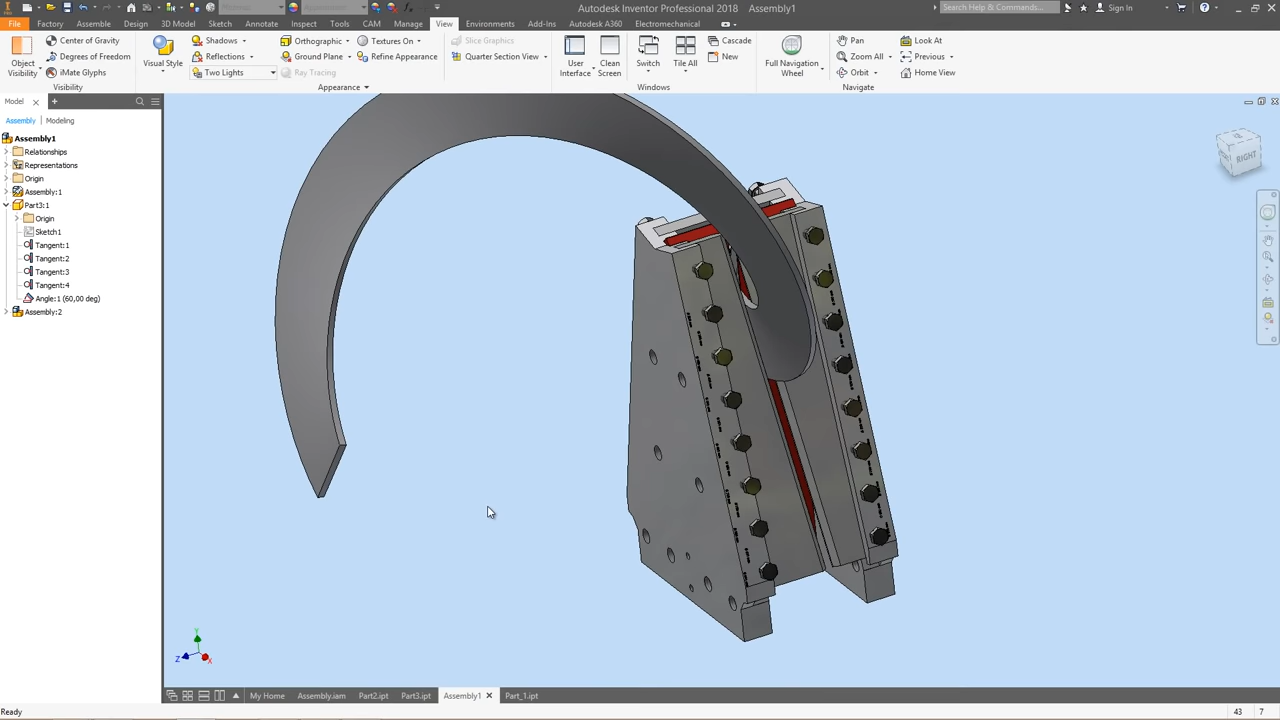 Autodesk Inventor Professional 2018 Assembly1
Search Help & Commands...
Sign In
File Factory Assemble Design 3D Model Sketch Annotate Inspect Tools CAM Manage View Environments Add-Ins Autodesk A360 Electromechanical
Object Visibility
Center of Gravity
Degrees of Freedom
iMate Glyphs
Visibility
Visual Style
Shadows
Reflections
Two Lights
Orthographic
Ground Plane
Ray Tracing
Textures On
Refine Appearance
Appearance
Slice Graphics
Quarter Section View
User Interface
Clean Screen
Switch
Tile All
Cascade
New
Windows
Full Navigation Wheel
Pan
Zoom All
Orbit
Look At
Previous
Home View
Navigate
Model
Assembly Modeling
Assembly1
Relationships
Representations
Origin
Assembly:1
Part3:1
Origin
Sketch1
Tangent:1
Tangent:2
Tangent:3
Tangent:4
Angle:1 (60,00 deg)
Assembly:2
RIGHT
Y
Z
X
My Home Assembly.iam Part2.ipt Part3.ipt Assembly1 Part_1.ipt
Ready
43 7